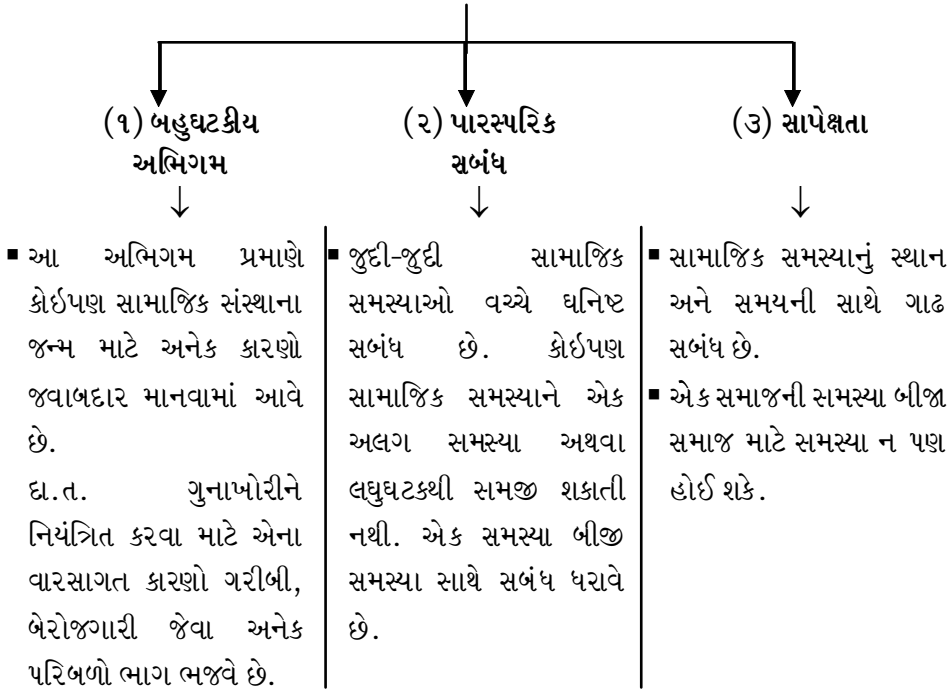 (૧) બહુઘટકીય
અભિગમ
↓
■ આ અભિગમ પ્રમાણે
કોઇપણ સામાજિક સંસ્થાના
જન્મ માટે અનેક કારણો
જવાબદાર માનવામાં આવે
છે.
દા.ત. ગુનાખોરીને
નિયંત્રિત કરવા માટે એના
વારસાગત કારણો ગરીબી,
બેરોજગારી જેવા અનેક
પરિબળો ભાગ ભજવે છે.
(૨) પારસ્પરિક
સબંધ
↓
■ જુદી-જુદી સામાજિક
સમસ્યાઓ વચ્ચે ઘનિષ્ટ
સબંધ છે. કોઇપણ
સામાજિક સમસ્યાને એક
અલગ સમસ્યા અથવા
લઘુઘટકથી સમજી શકાતી
નથી. એક સમસ્યા બીજી
સમસ્યા સાથે સબંધ ધરાવે
છે.
(૩) સાપેક્ષતા
↓
■ સામાજિક સમસ્યાનું સ્થાન
અને સમયની સાથે ગાઢ
સબંધ છે.
■ એક સમાજની સમસ્યા બીજા
સમાજ માટે સમસ્યા ન પણ
હોઈ શકે.